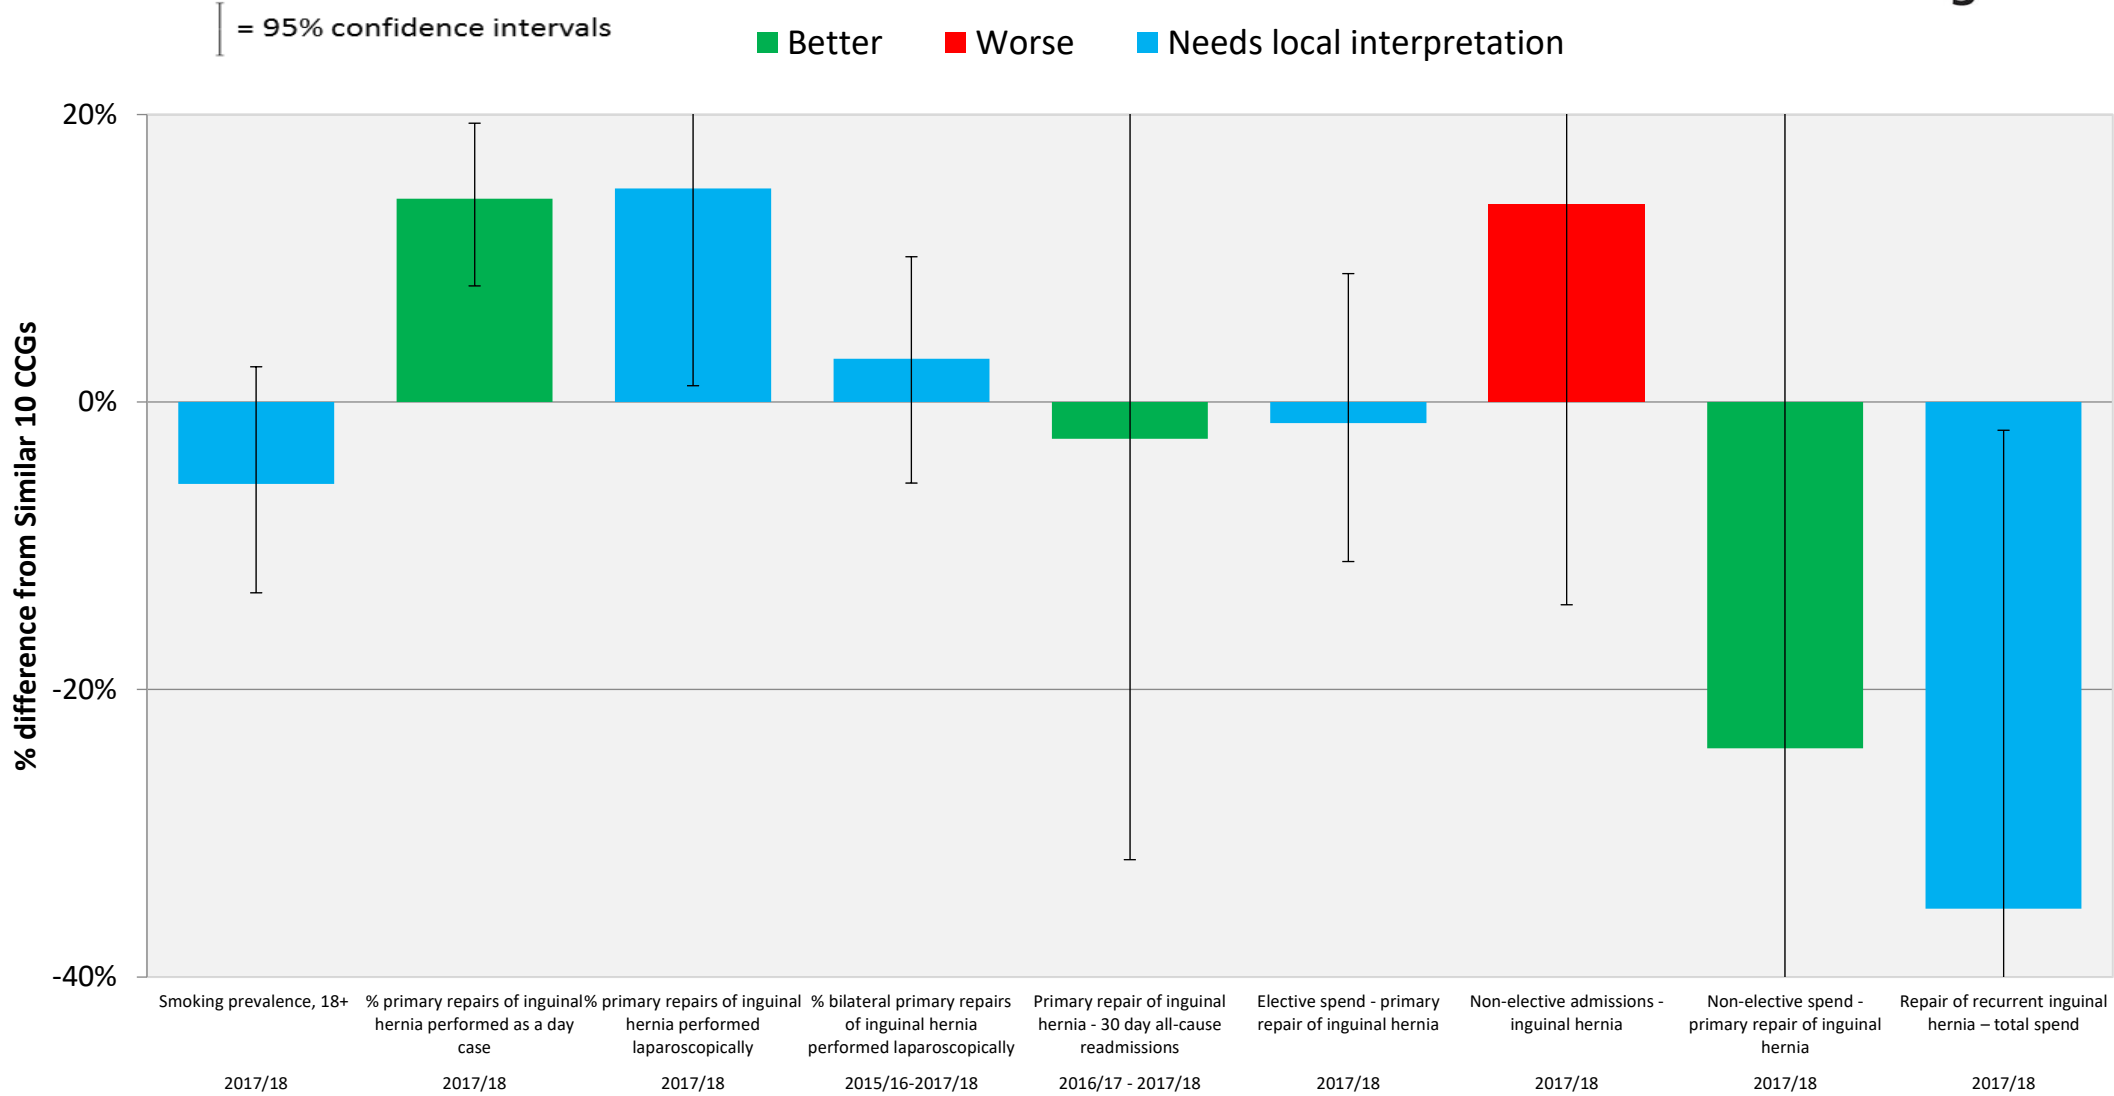 = 95% confidence intervals
Better
Worse
Needs local interpretation
% difference from Similar 10 CCGs
20%
0%
-20%
-40%
Smoking prevalence, 18+
2017/18
% primary repairs of inguinal
hernia performed as a day
case
2017/18
% primary repairs of inguinal
hernia performed
laparoscopically
2017/18
% bilateral primary repairs
of inguinal hernia
performed laparoscopically
2015/16-2017/18
Primary repair of inguinal
hernia - 30 day all-cause
readmissions
2016/17 - 2017/18
Elective spend - primary
repair of inguinal hernia
2017/18
Non-elective admissions -
inguinal hernia
2017/18
Non-elective spend -
primary repair of inguinal
hernia
2017/18
Repair of recurrent inguinal
hernia – total spend
2017/18